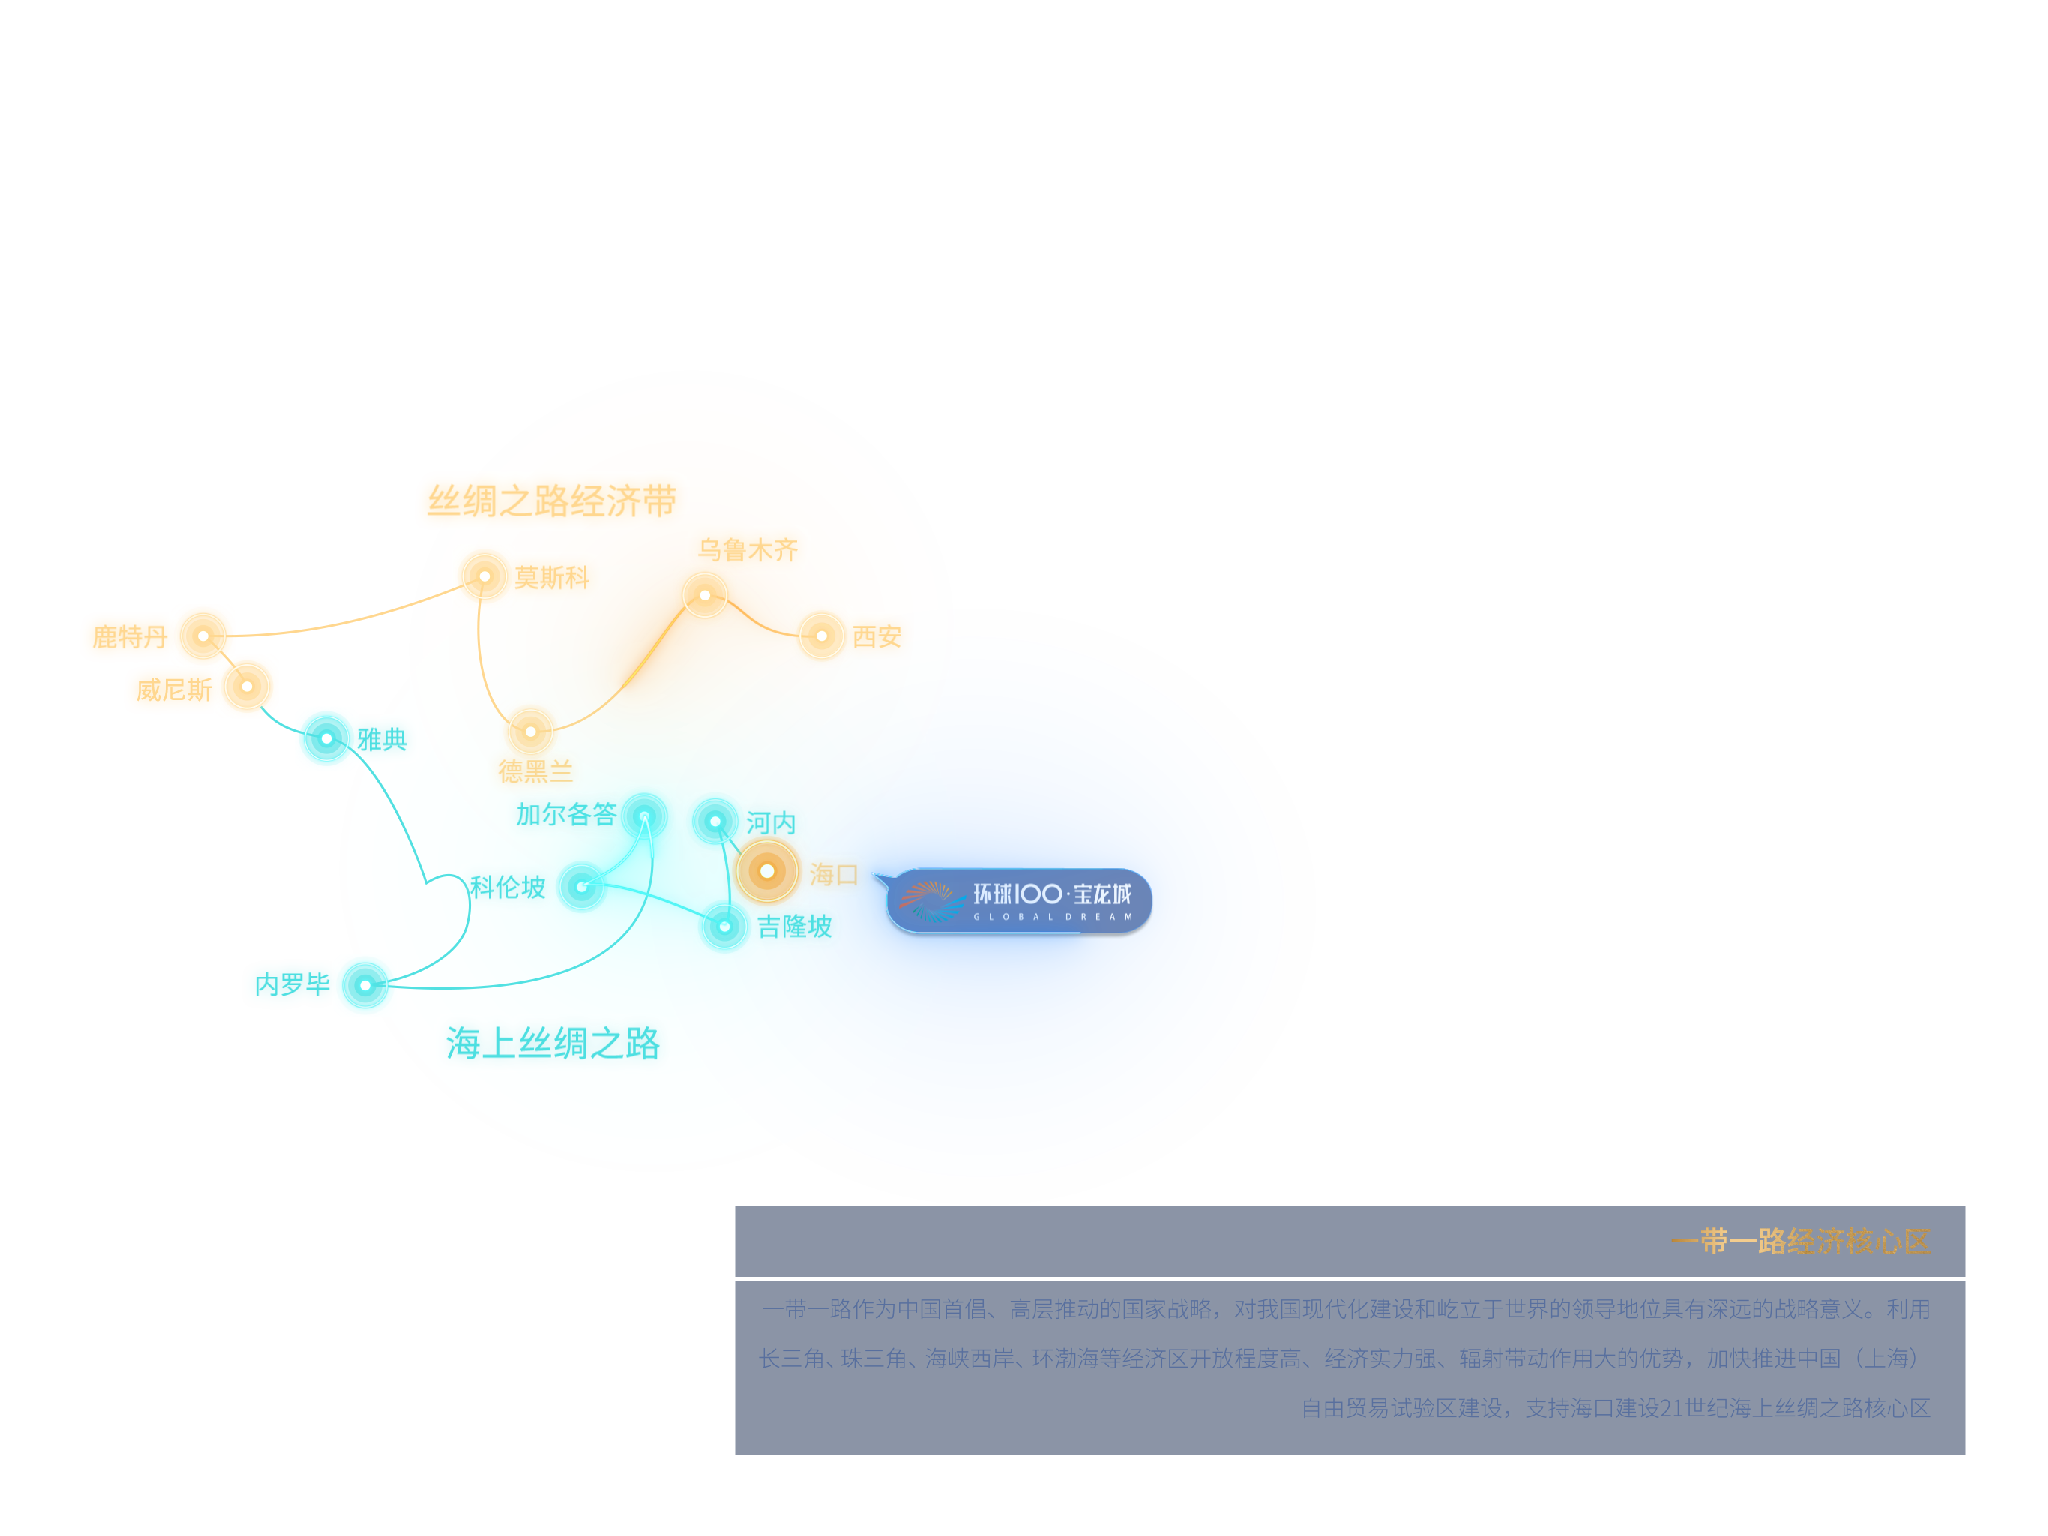 丝绸之路经济带
乌鲁木齐
莫斯科
鹿特丹
西安
威尼斯
雅典
德黑兰
加尔各答
河内
海口
科伦坡
环球100·宝龙城
GLOBAL DREAM
吉隆坡
内罗毕
海上丝绸之路
一带一路经济核心区
一带一路作为中国首倡、高层推动的国家战略，对我国现代化建设和屹立于世界的领导地位具有深远的战略意义。利用
长三角、珠三角、海峡西岸、环渤海等经济区开放程度高、经济实力强、辐射带动作用大的优势，加快推进中国（上海）
自由贸易试验区建设，支持海口建设21世纪海上丝绸之路核心区